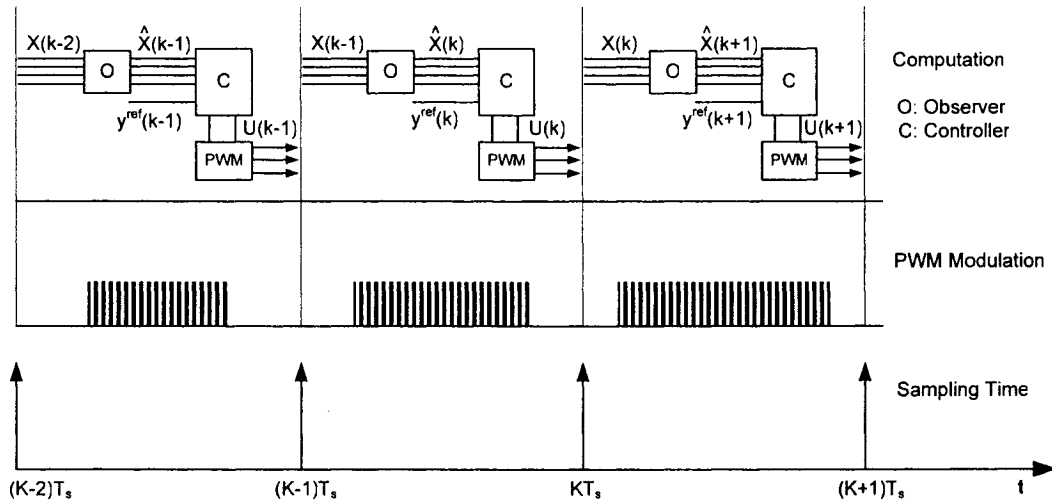 X(k-2)
X̂(k-1)
O
C
y^ref(k-1)
U(k-1)
PWM
X(k-1)
X̂(k)
O
C
y^ref(k)
U(k)
PWM
X(k)
X̂(k+1)
O
C
y^ref(k+1)
U(k+1)
PWM
Computation
O: Observer
C: Controller
PWM Modulation
Sampling Time
(K-2)Tₛ
(K-1)Tₛ
KTₛ
(K+1)Tₛ
t